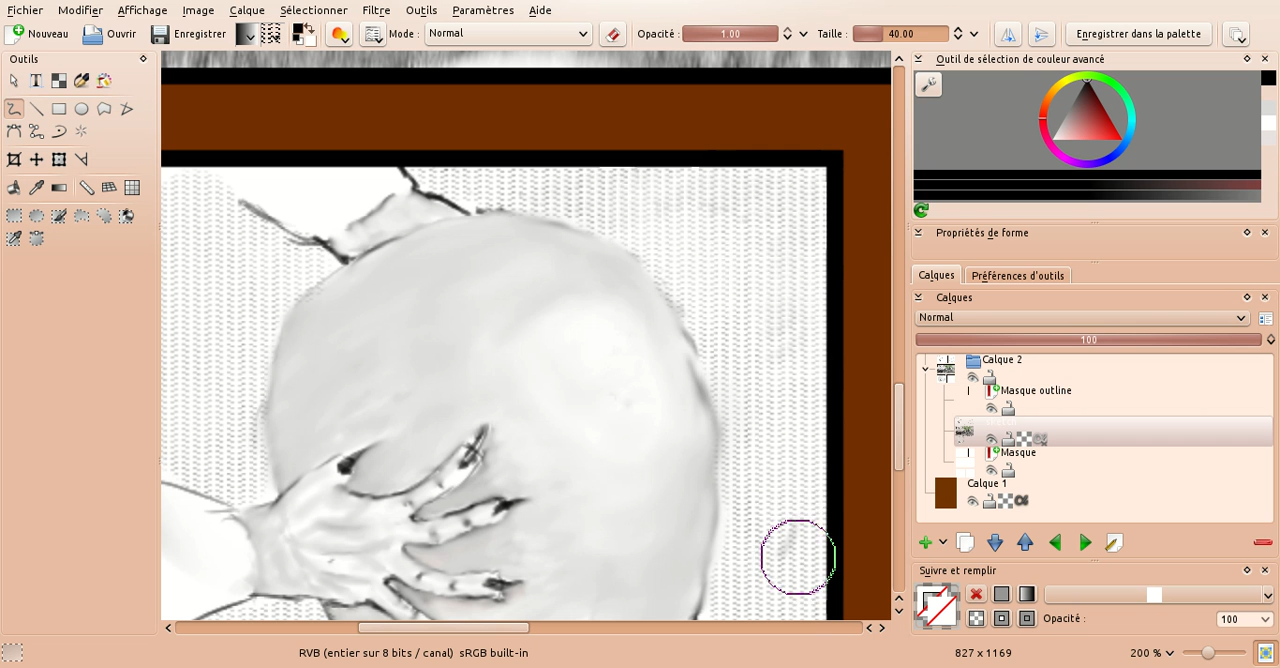 Fichier Modifier Affichage Image Calque Sélectionner Filtre Outils Paramètres Aide
Nouveau Ouvrir Enregistrer Mode : Normal Opacité : 1.00 Taille : 40.00 Enregistrer dans la palette
Outils
Outil de sélection de couleur avancé
Propriétés de forme
Calques Préférences d'outils
Calques
Normal
100
Calque 2
Masque outline
Masque
Calque 1
Suivre et remplir
Opacité :
100
RVB (entier sur 8 bits / canal) sRGB built-in 827 x 1169 200 %